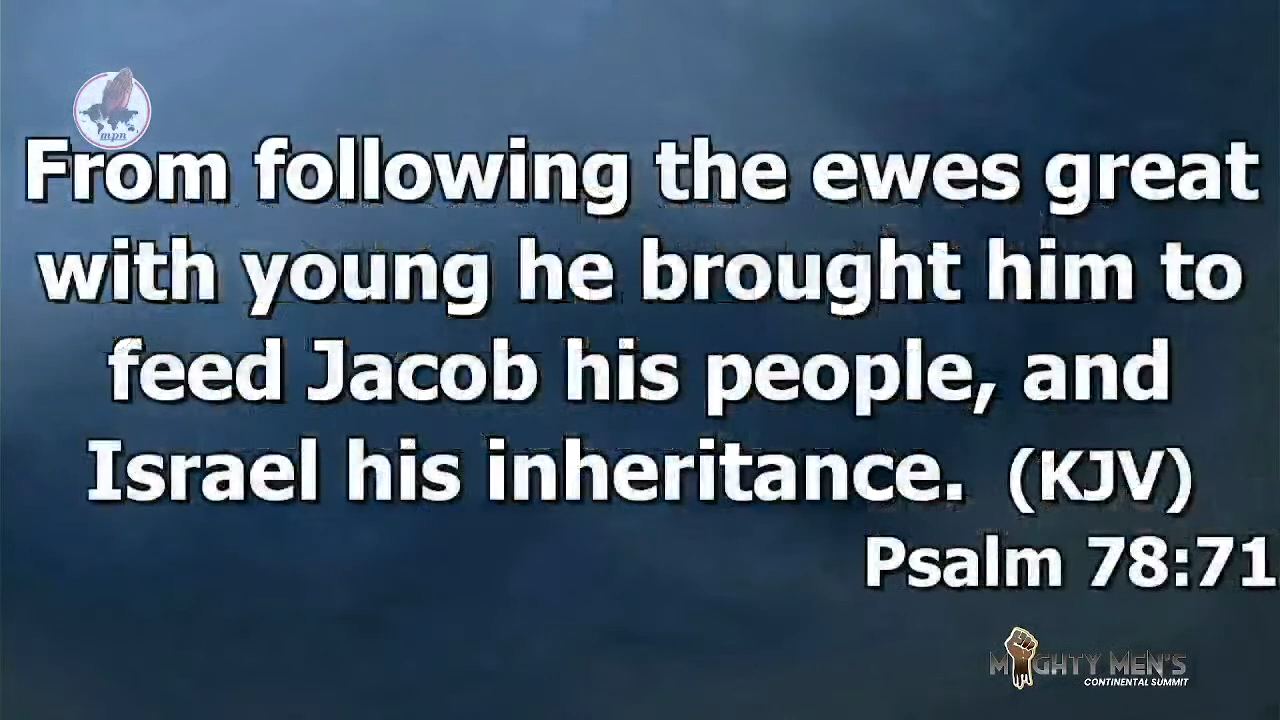 mpn
From following the ewes great
with young he brought him to
feed Jacob his people, and
Israel his inheritance. (KJV)
Psalm 78:71
MIGHTY MEN'S
CONTINENTAL SUMMIT